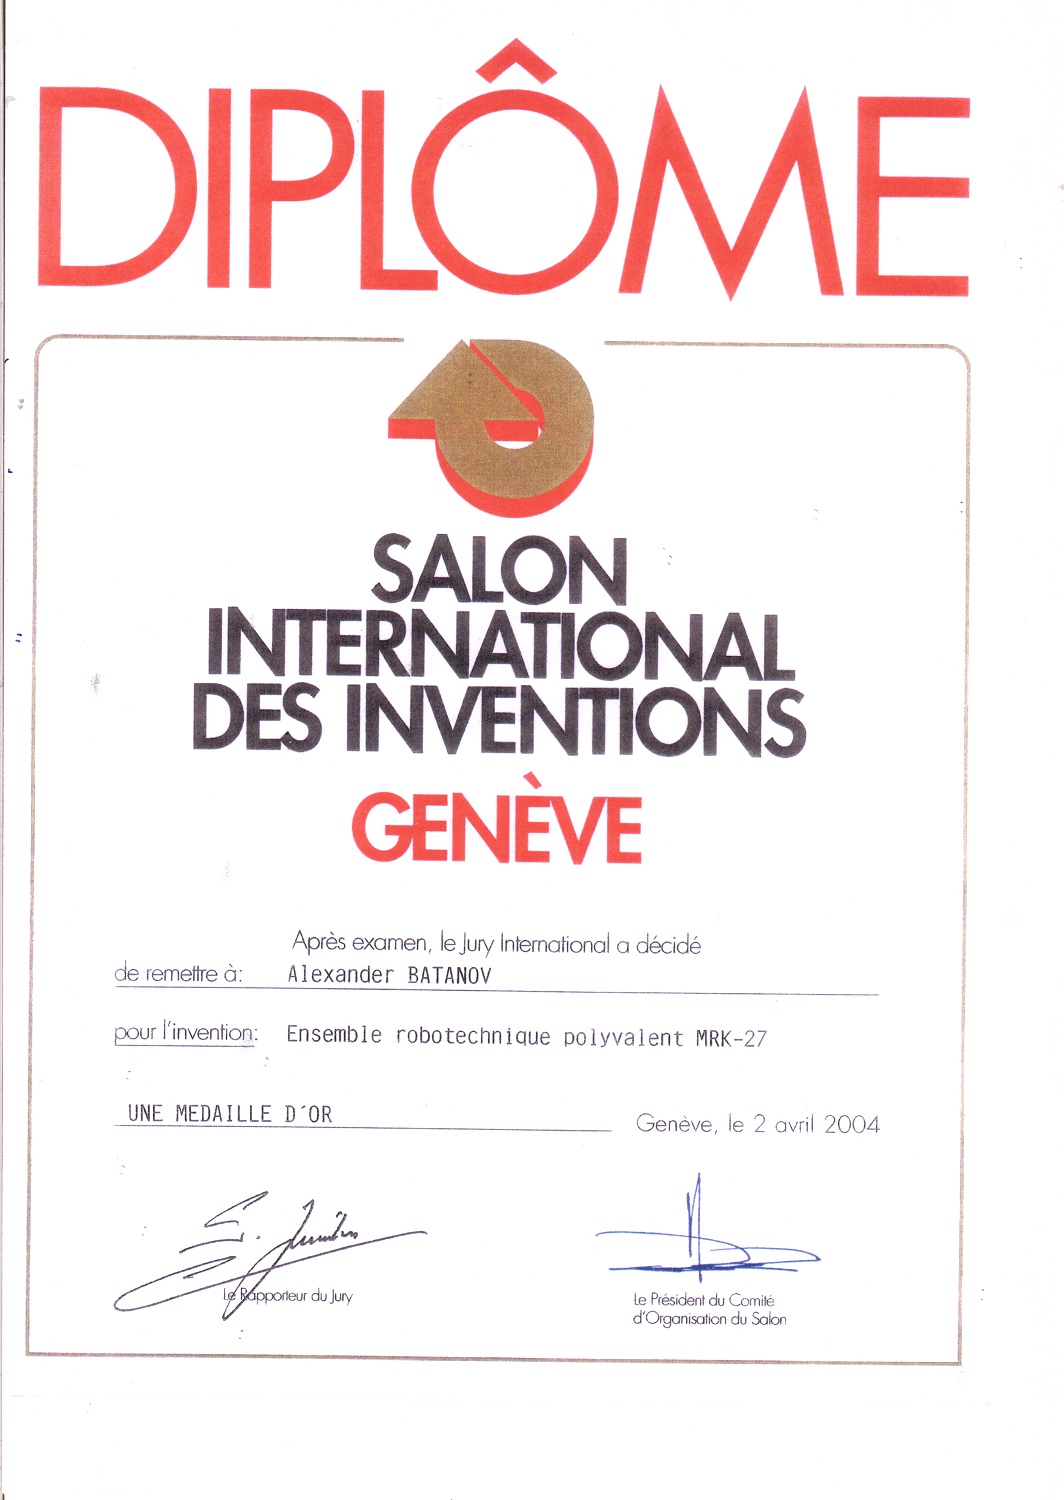 DIPLÔME
SALON
INTERNATIONAL
DES INVENTIONS
GENÈVE
Après examen, le Jury International a décidé
de remettre à: Alexander BATANOV
pour l'invention: Ensemble robotechnique polyvalent MRK-27
UNE MEDAILLE D'OR
Genève, le 2 avril 2004
Le Rapporteur du Jury
Le Président du Comité
d'Organisation du Salon